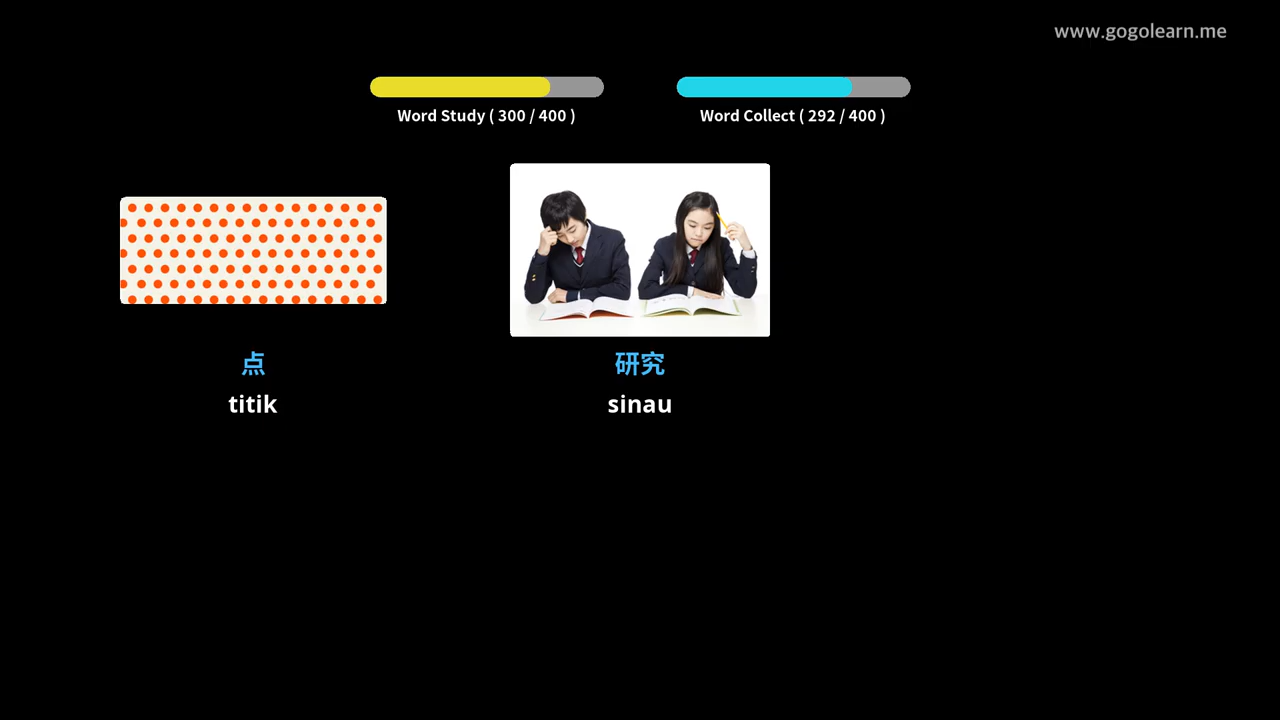 www.gogolearn.me
Word Study ( 300 / 400 )
Word Collect ( 292 / 400 )
点
titik
研究
sinau